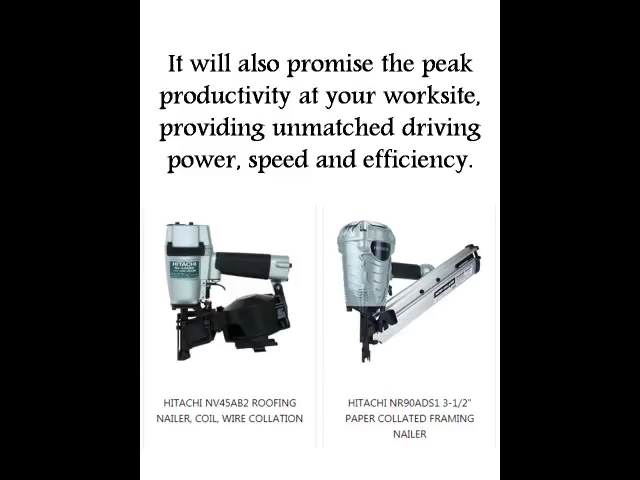 It will also promise the peak
productivity at your worksite,
providing unmatched driving
power, speed and efficiency.
HITACHI
HITACHI NV45AB2 ROOFING
NAILER, COIL, WIRE COLLATION
HITACHI NR90ADS1 3-1/2"
PAPER COLLATED FRAMING
NAILER